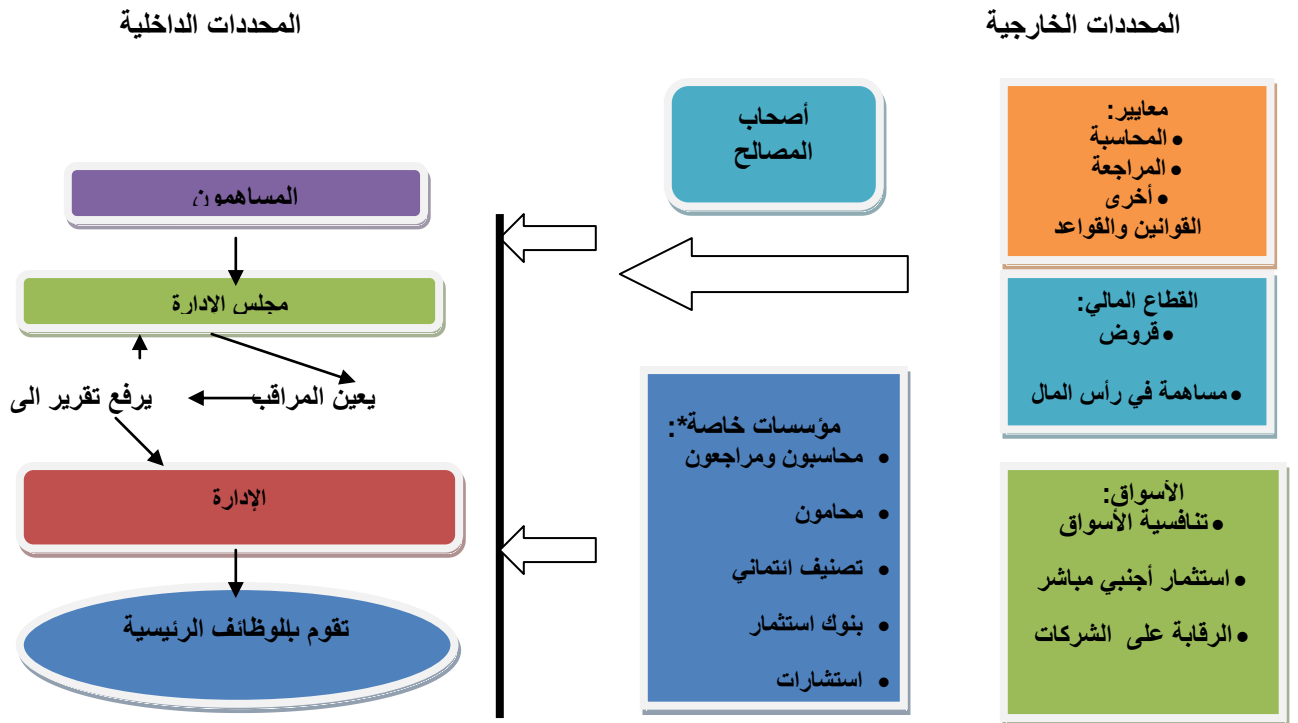 المحددات الخارجية
المحددات الداخلية
معايير:
• المحاسبة
• المراجعة
• أخرى
القوانين والقواعد
القطاع المالي:
• قروض
• مساهمة في رأس المال
الأسواق:
• تنافسية الأسواق
• استثمار أجنبي مباشر
• الرقابة على الشركات
أصحاب
المصالح
مؤسسات خاصة*:
• محاسبون ومراجعون
• محامون
• تصنيف ائتماني
• بنوك استثمار
• استشارات
المساهمون
مجلس الادارة
يعين المراقب
يرفع تقرير الى
الإدارة
تقوم بلوظائف الرئيسية